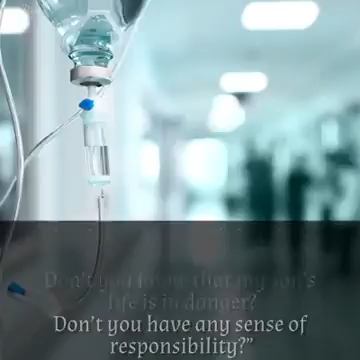 Don't you know that my son's
life is in danger?
Don't you have any sense of
responsibility?”